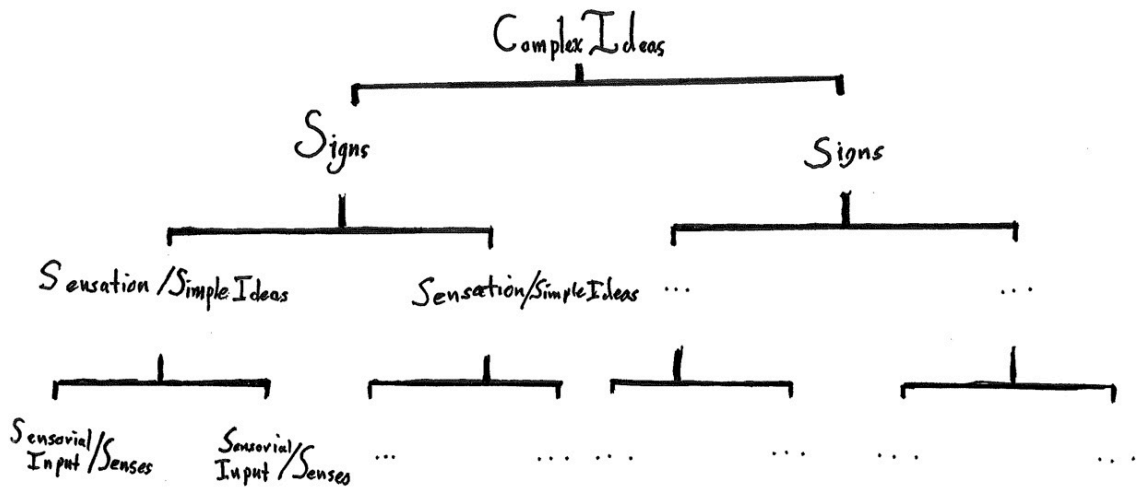 Complex Ideas
Signs
Signs
Sensation/Simple Ideas
Sensation/Simple Ideas
...
...
Sensorial
Input/Senses
Sensorial
Input/Senses
...
...
...
...
...
...